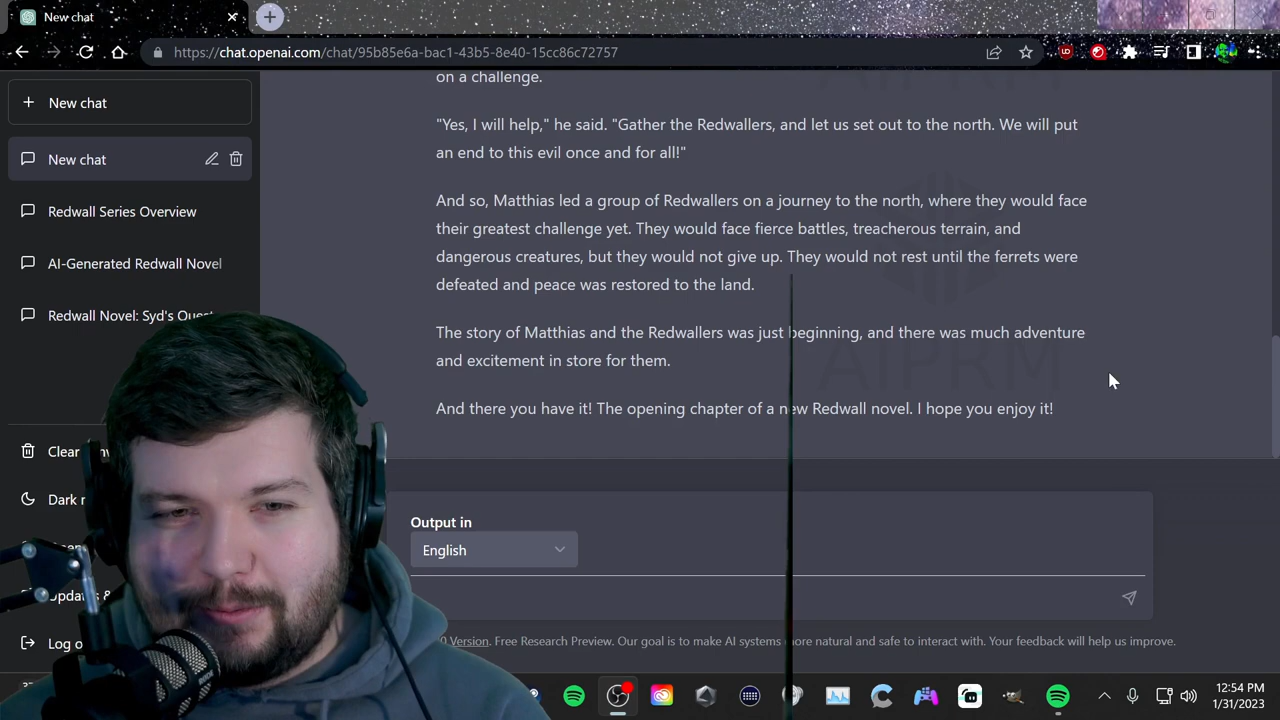 New chat
https://chat.openai.com/chat/95b85e6a-bac1-43b5-8e40-15cc86c72757
New chat
New chat
Redwall Series Overview
AI-Generated Redwall Novel
Redwall Novel: Syd's Quest
Clear
Dark
Updates &
Log o
on a challenge.
"Yes, I will help," he said. "Gather the Redwallers, and let us set out to the north. We will put
an end to this evil once and for all!"
And so, Matthias led a group of Redwallers on a journey to the north, where they would face
their greatest challenge yet. They would face fierce battles, treacherous terrain, and
dangerous creatures, but they would not give up. They would not rest until the ferrets were
defeated and peace was restored to the land.
The story of Matthias and the Redwallers was just beginning, and there was much adventure
and excitement in store for them.
And there you have it! The opening chapter of a new Redwall novel. I hope you enjoy it!
AIPRM
Output in
English
Version. Free Research Preview. Our goal is to make AI systems more natural and safe to interact with. Your feedback will help us improve.
12:54 PM
1/31/2023